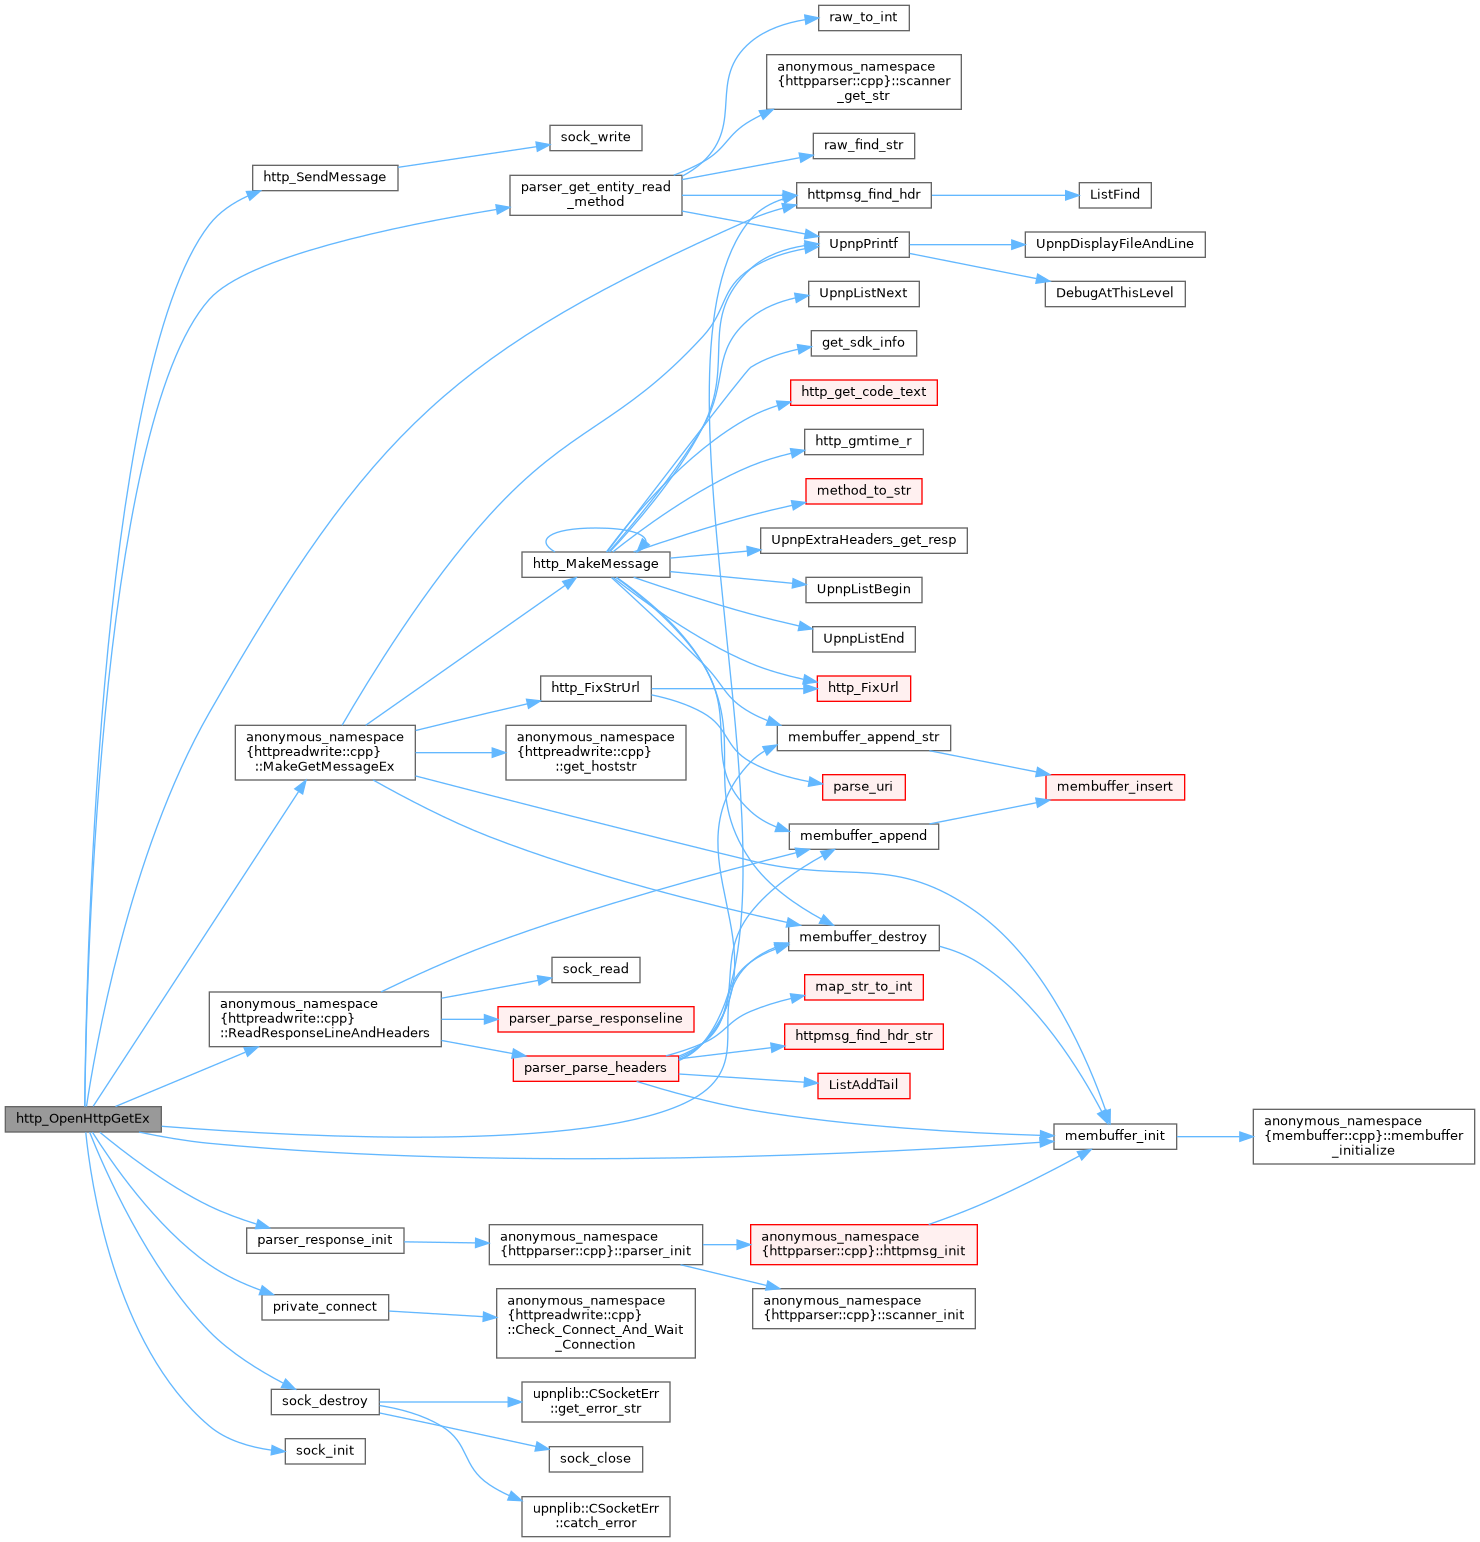 raw_to_int
anonymous_namespace
{httpparser::cpp}::scanner
_get_str
sock_write
raw_find_str
http_SendMessage
parser_get_entity_read
_method
httpmsg_find_hdr
ListFind
UpnpPrintf
UpnpDisplayFileAndLine
UpnpListNext
DebugAtThisLevel
get_sdk_info
http_get_code_text
http_gmtime_r
method_to_str
UpnpExtraHeaders_get_resp
http_MakeMessage
UpnpListBegin
UpnpListEnd
http_FixStrUrl
http_FixUrl
anonymous_namespace
{httpreadwrite::cpp}
::MakeGetMessageEx
anonymous_namespace
{httpreadwrite::cpp}
::get_hoststr
membuffer_append_str
parse_uri
membuffer_insert
membuffer_append
membuffer_destroy
sock_read
map_str_to_int
anonymous_namespace
{httpreadwrite::cpp}
::ReadResponseLineAndHeaders
parser_parse_responseline
httpmsg_find_hdr_str
parser_parse_headers
ListAddTail
http_OpenHttpGetEx
membuffer_init
anonymous_namespace
{membuffer::cpp}::membuffer
_initialize
parser_response_init
anonymous_namespace
{httpparser::cpp}::parser_init
anonymous_namespace
{httpparser::cpp}::httpmsg_init
private_connect
anonymous_namespace
{httpreadwrite::cpp}
::Check_Connect_And_Wait
_Connection
anonymous_namespace
{httpparser::cpp}::scanner_init
sock_destroy
upnplib::CSocketErr
::get_error_str
sock_init
sock_close
upnplib::CSocketErr
::catch_error